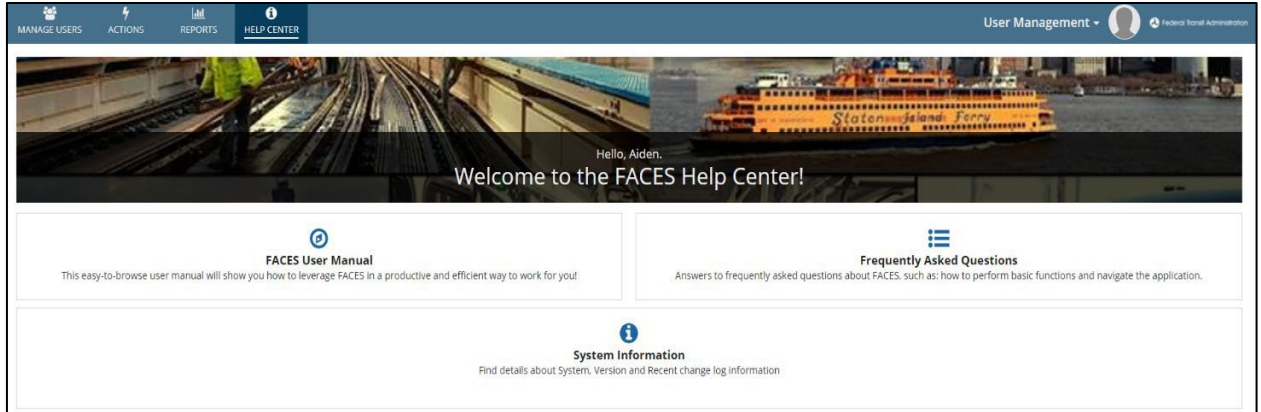 MANAGE USERS
ACTIONS
REPORTS
HELP CENTER
User Management
Federal Transit Administration
Staten Island Ferry
Hello, Aiden.
Welcome to the FACES Help Center!
FACES User Manual
This easy-to-browse user manual will show you how to leverage FACES in a productive and efficient way to work for you!
Frequently Asked Questions
Answers to frequently asked questions about FACES, such as: how to perform basic functions and navigate the application.
System Information
Find details about System, Version and Recent change log information